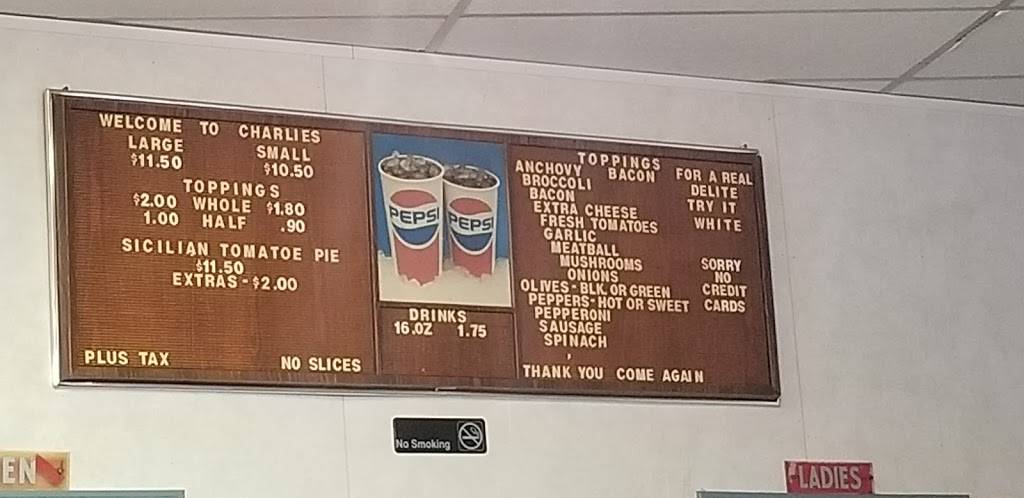 WELCOME TO CHARLIES
LARGE SMALL
$11.50 $10.50
TOPPINGS
$2.00 WHOLE $1.80
1.00 HALF .90
SICILIAN TOMATOE PIE
$11.50
EXTRAS - $2.00
PLUS TAX NO SLICES
PEPSI PEPSI
DRINKS
16.OZ 1.75
TOPPINGS
ANCHOVY BACON
BROCCOLI
BACON
EXTRA CHEESE
FRESH TOMATOES
GARLIC
MEATBALL
MUSHROOMS
ONIONS
OLIVES - BLK. OR GREEN
PEPPERS - HOT OR SWEET
PEPPERONI
SAUSAGE
SPINACH
FOR A REAL
DELITE
TRY IT
WHITE
SORRY
NO
CREDIT
CARDS
THANK YOU COME AGAIN
No Smoking
EN
LADIES